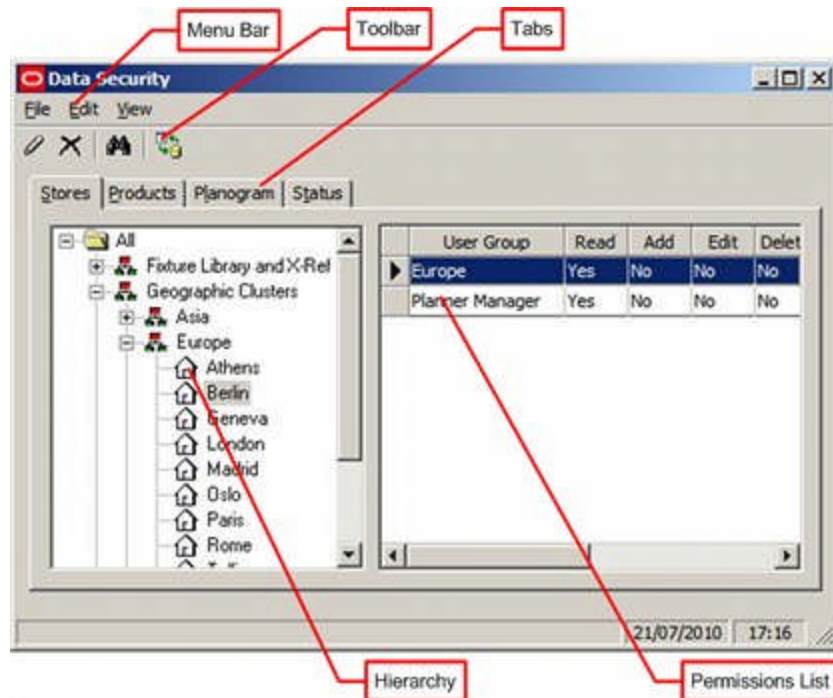 Menu Bar
Toolbar
Tabs
Data Security
File Edit View
Stores Products Planogram Status
All
Fixture Library and X-Ref
Geographic Clusters
Asia
Europe
Athens
Berlin
Geneva
London
Madrid
Oslo
Paris
Rome
User Group Read Add Edit Delet
Europe Yes No No No
Planner Manager Yes No No No
21/07/2010 17:16
Hierarchy
Permissions List